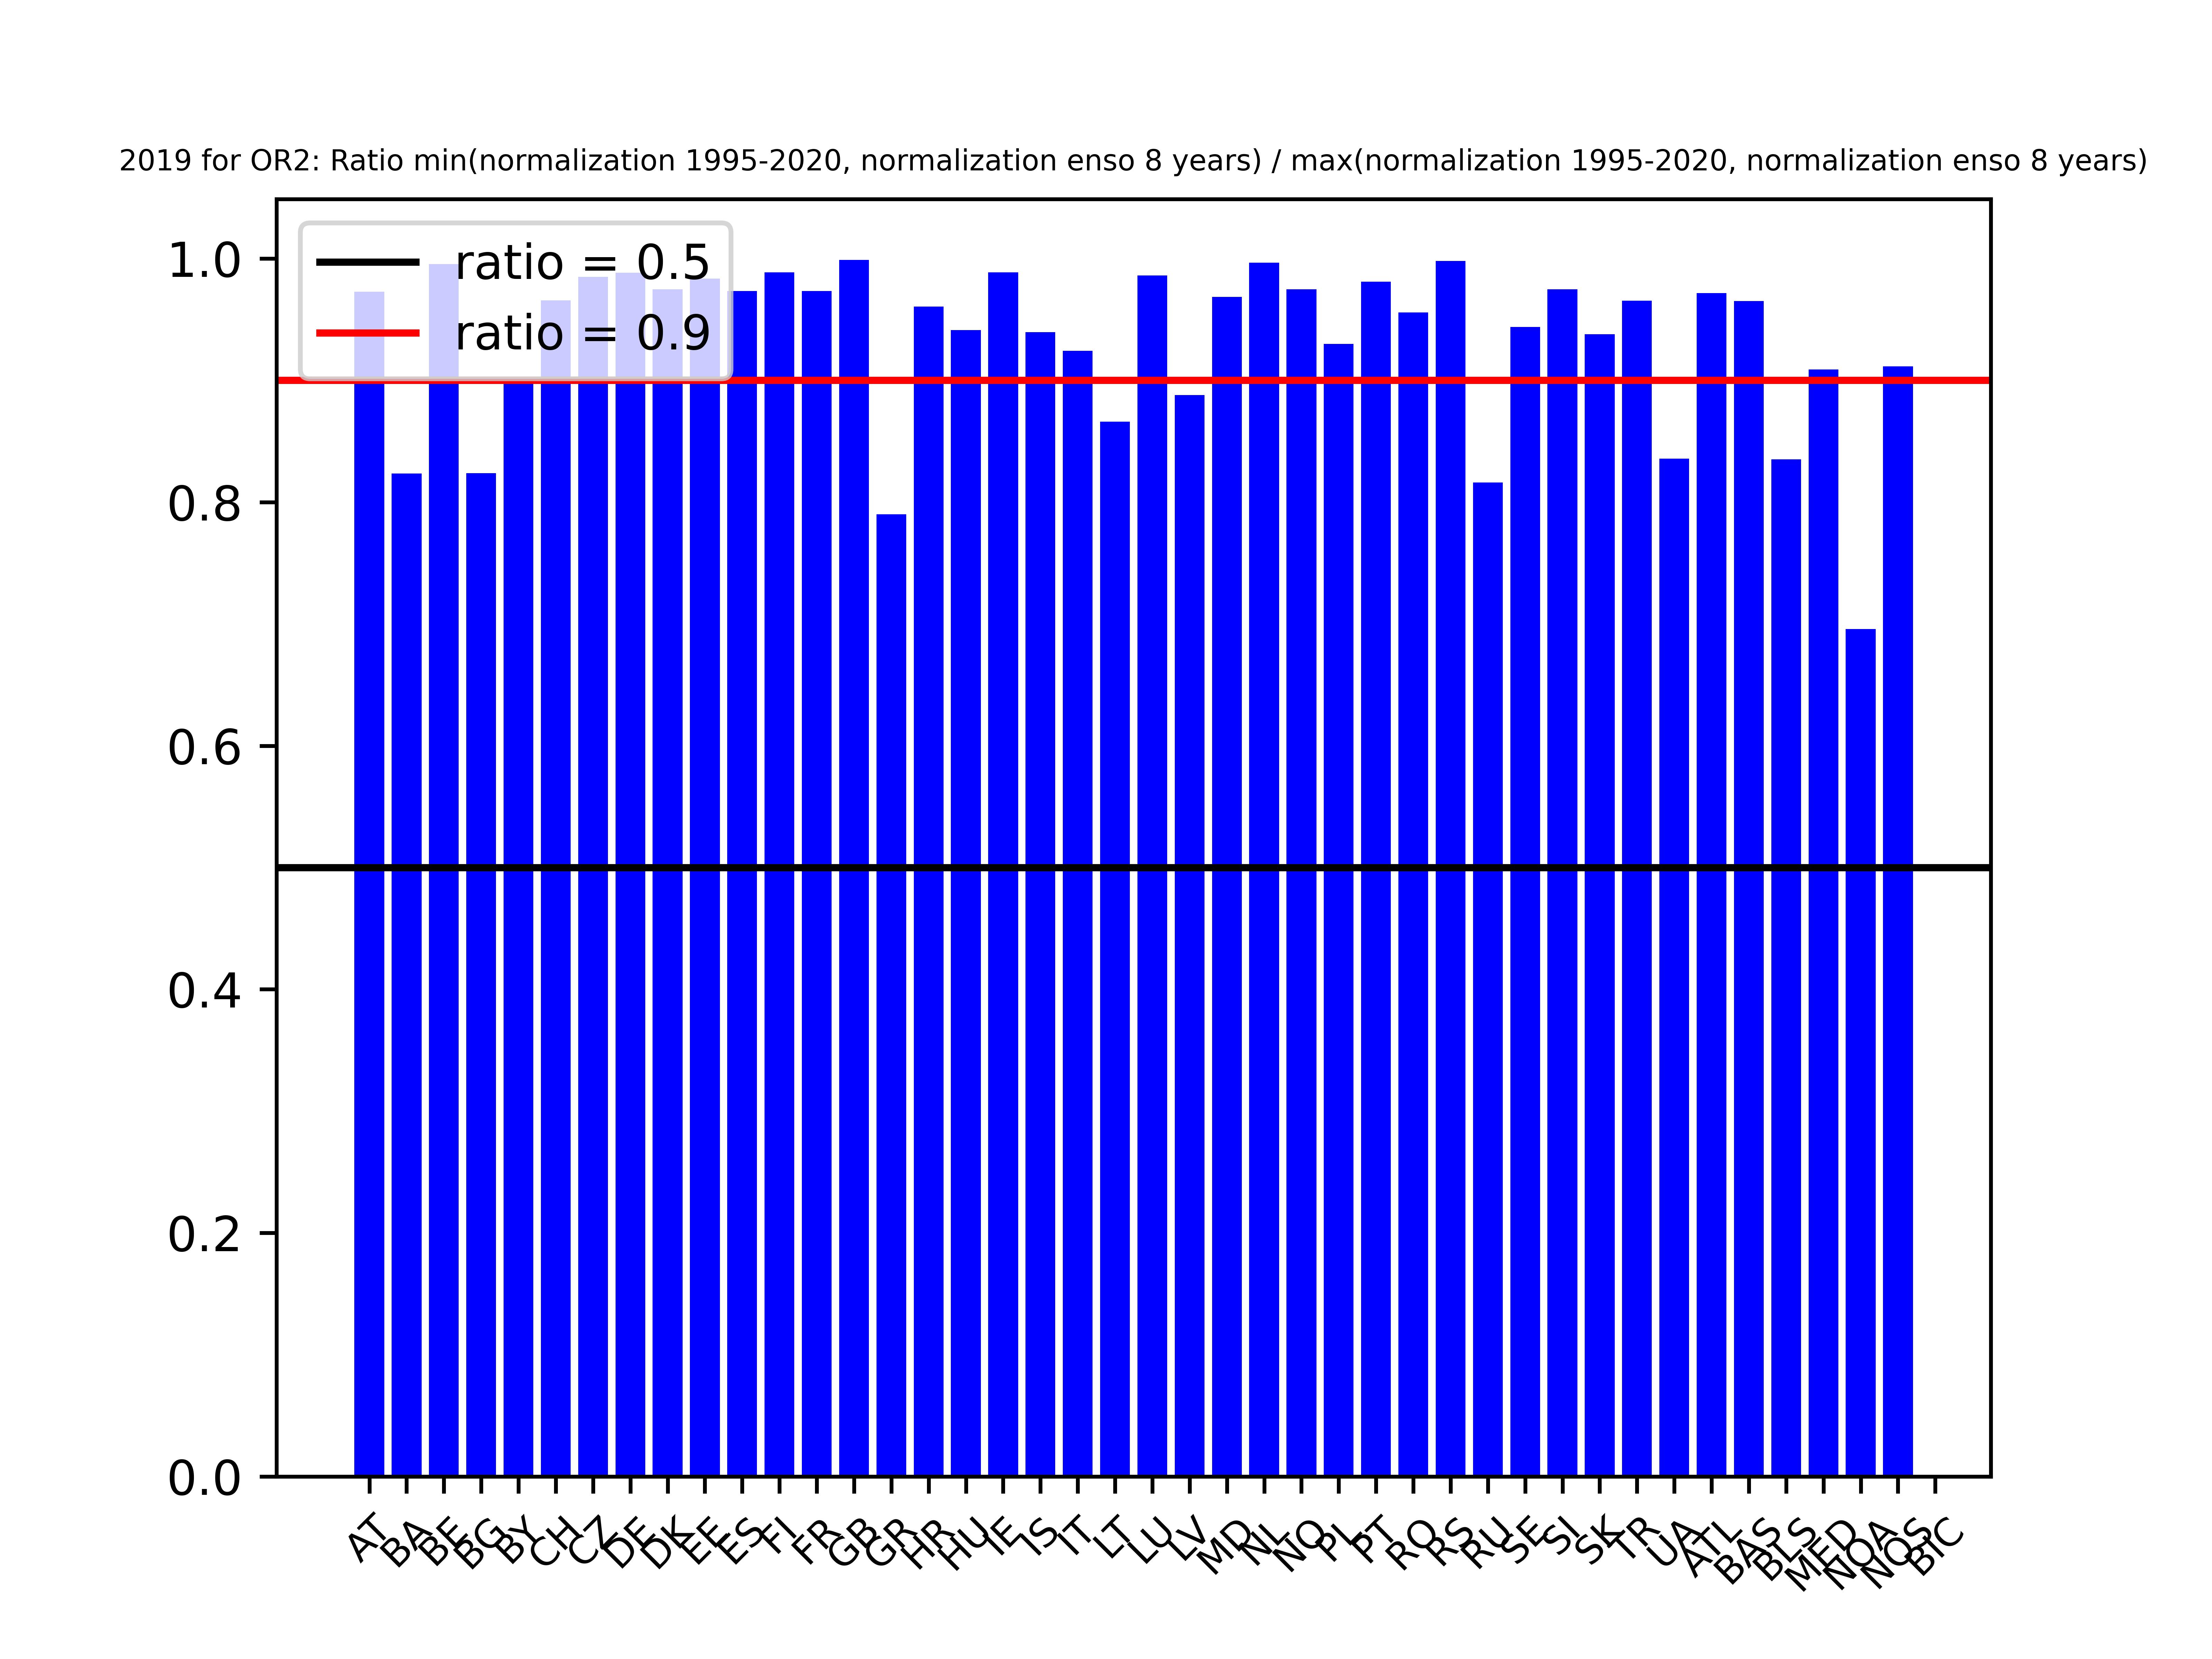 2019 for OR2: Ratio min(normalization 1995-2020, normalization enso 8 years) / max(normalization 1995-2020, normalization enso 8 years)
ratio = 0.5
ratio = 0.9
1.0
0.8
0.6
0.4
0.2
0.0
AT BA BE BG BY CH CZ DE DK EE ES FI FR GB GR HR HU IE IS IT LT LU LV MD NL NO PL PT RO RS RU SE SI SK TR UA ATL BAS BLS MED NOA NOS BIC